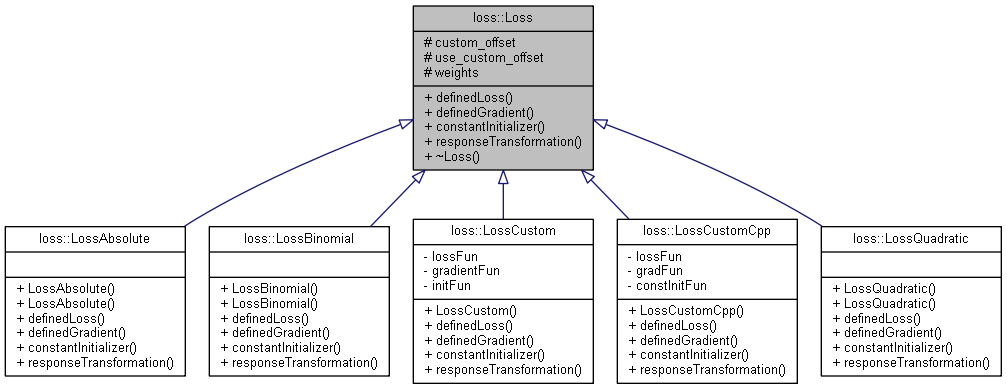 loss::Loss
# custom_offset
# use_custom_offset
# weights
+ definedLoss()
+ definedGradient()
+ constantInitializer()
+ responseTransformation()
+ ~Loss()
loss::LossAbsolute
+ LossAbsolute()
+ LossAbsolute()
+ definedLoss()
+ definedGradient()
+ constantInitializer()
+ responseTransformation()
loss::LossBinomial
+ LossBinomial()
+ LossBinomial()
+ definedLoss()
+ definedGradient()
+ constantInitializer()
+ responseTransformation()
loss::LossCustom
- lossFun
- gradientFun
- initFun
+ LossCustom()
+ definedLoss()
+ definedGradient()
+ constantInitializer()
+ responseTransformation()
loss::LossCustomCpp
- lossFun
- gradFun
- constInitFun
+ LossCustomCpp()
+ definedLoss()
+ definedGradient()
+ constantInitializer()
+ responseTransformation()
loss::LossQuadratic
+ LossQuadratic()
+ LossQuadratic()
+ definedLoss()
+ definedGradient()
+ constantInitializer()
+ responseTransformation()